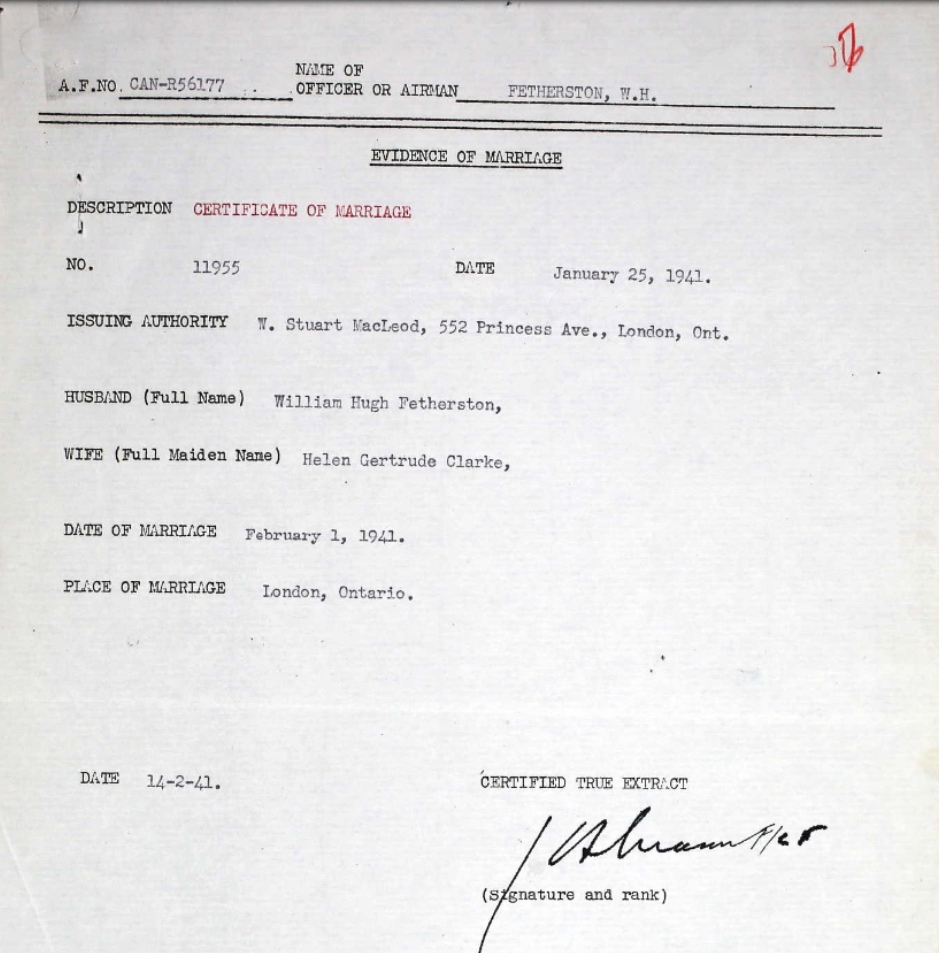 NAME OF
A.F.NO. CAN-R56177 OFFICER OR AIRMAN FETHERSTON, W.H.
EVIDENCE OF MARRIAGE
DESCRIPTION CERTIFICATE OF MARRIAGE
NO. 11955 DATE January 25, 1941.
ISSUING AUTHORITY W. Stuart MacLeod, 552 Princess Ave., London, Ont.
HUSBAND (Full Name) William Hugh Fetherston,
WIFE (Full Maiden Name) Helen Gertrude Clarke,
DATE OF MARRIAGE February 1, 1941.
PLACE OF MARRIAGE London, Ontario.
DATE 14-2-41.
CERTIFIED TRUE EXTRACT
(Signature and rank)